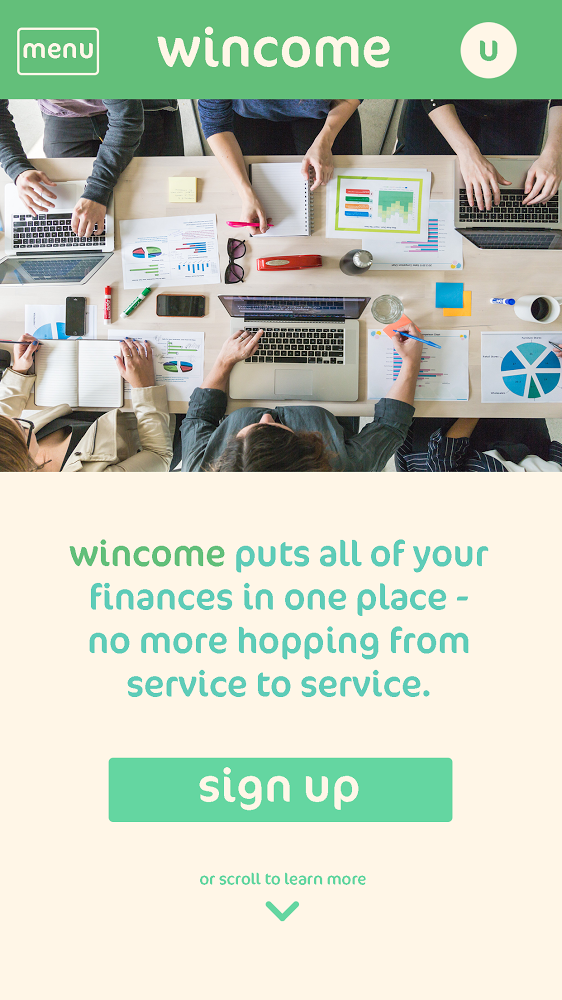 menu
wincome
u
wincome puts all of your
finances in one place -
no more hopping from
service to service.
sign up
or scroll to learn more